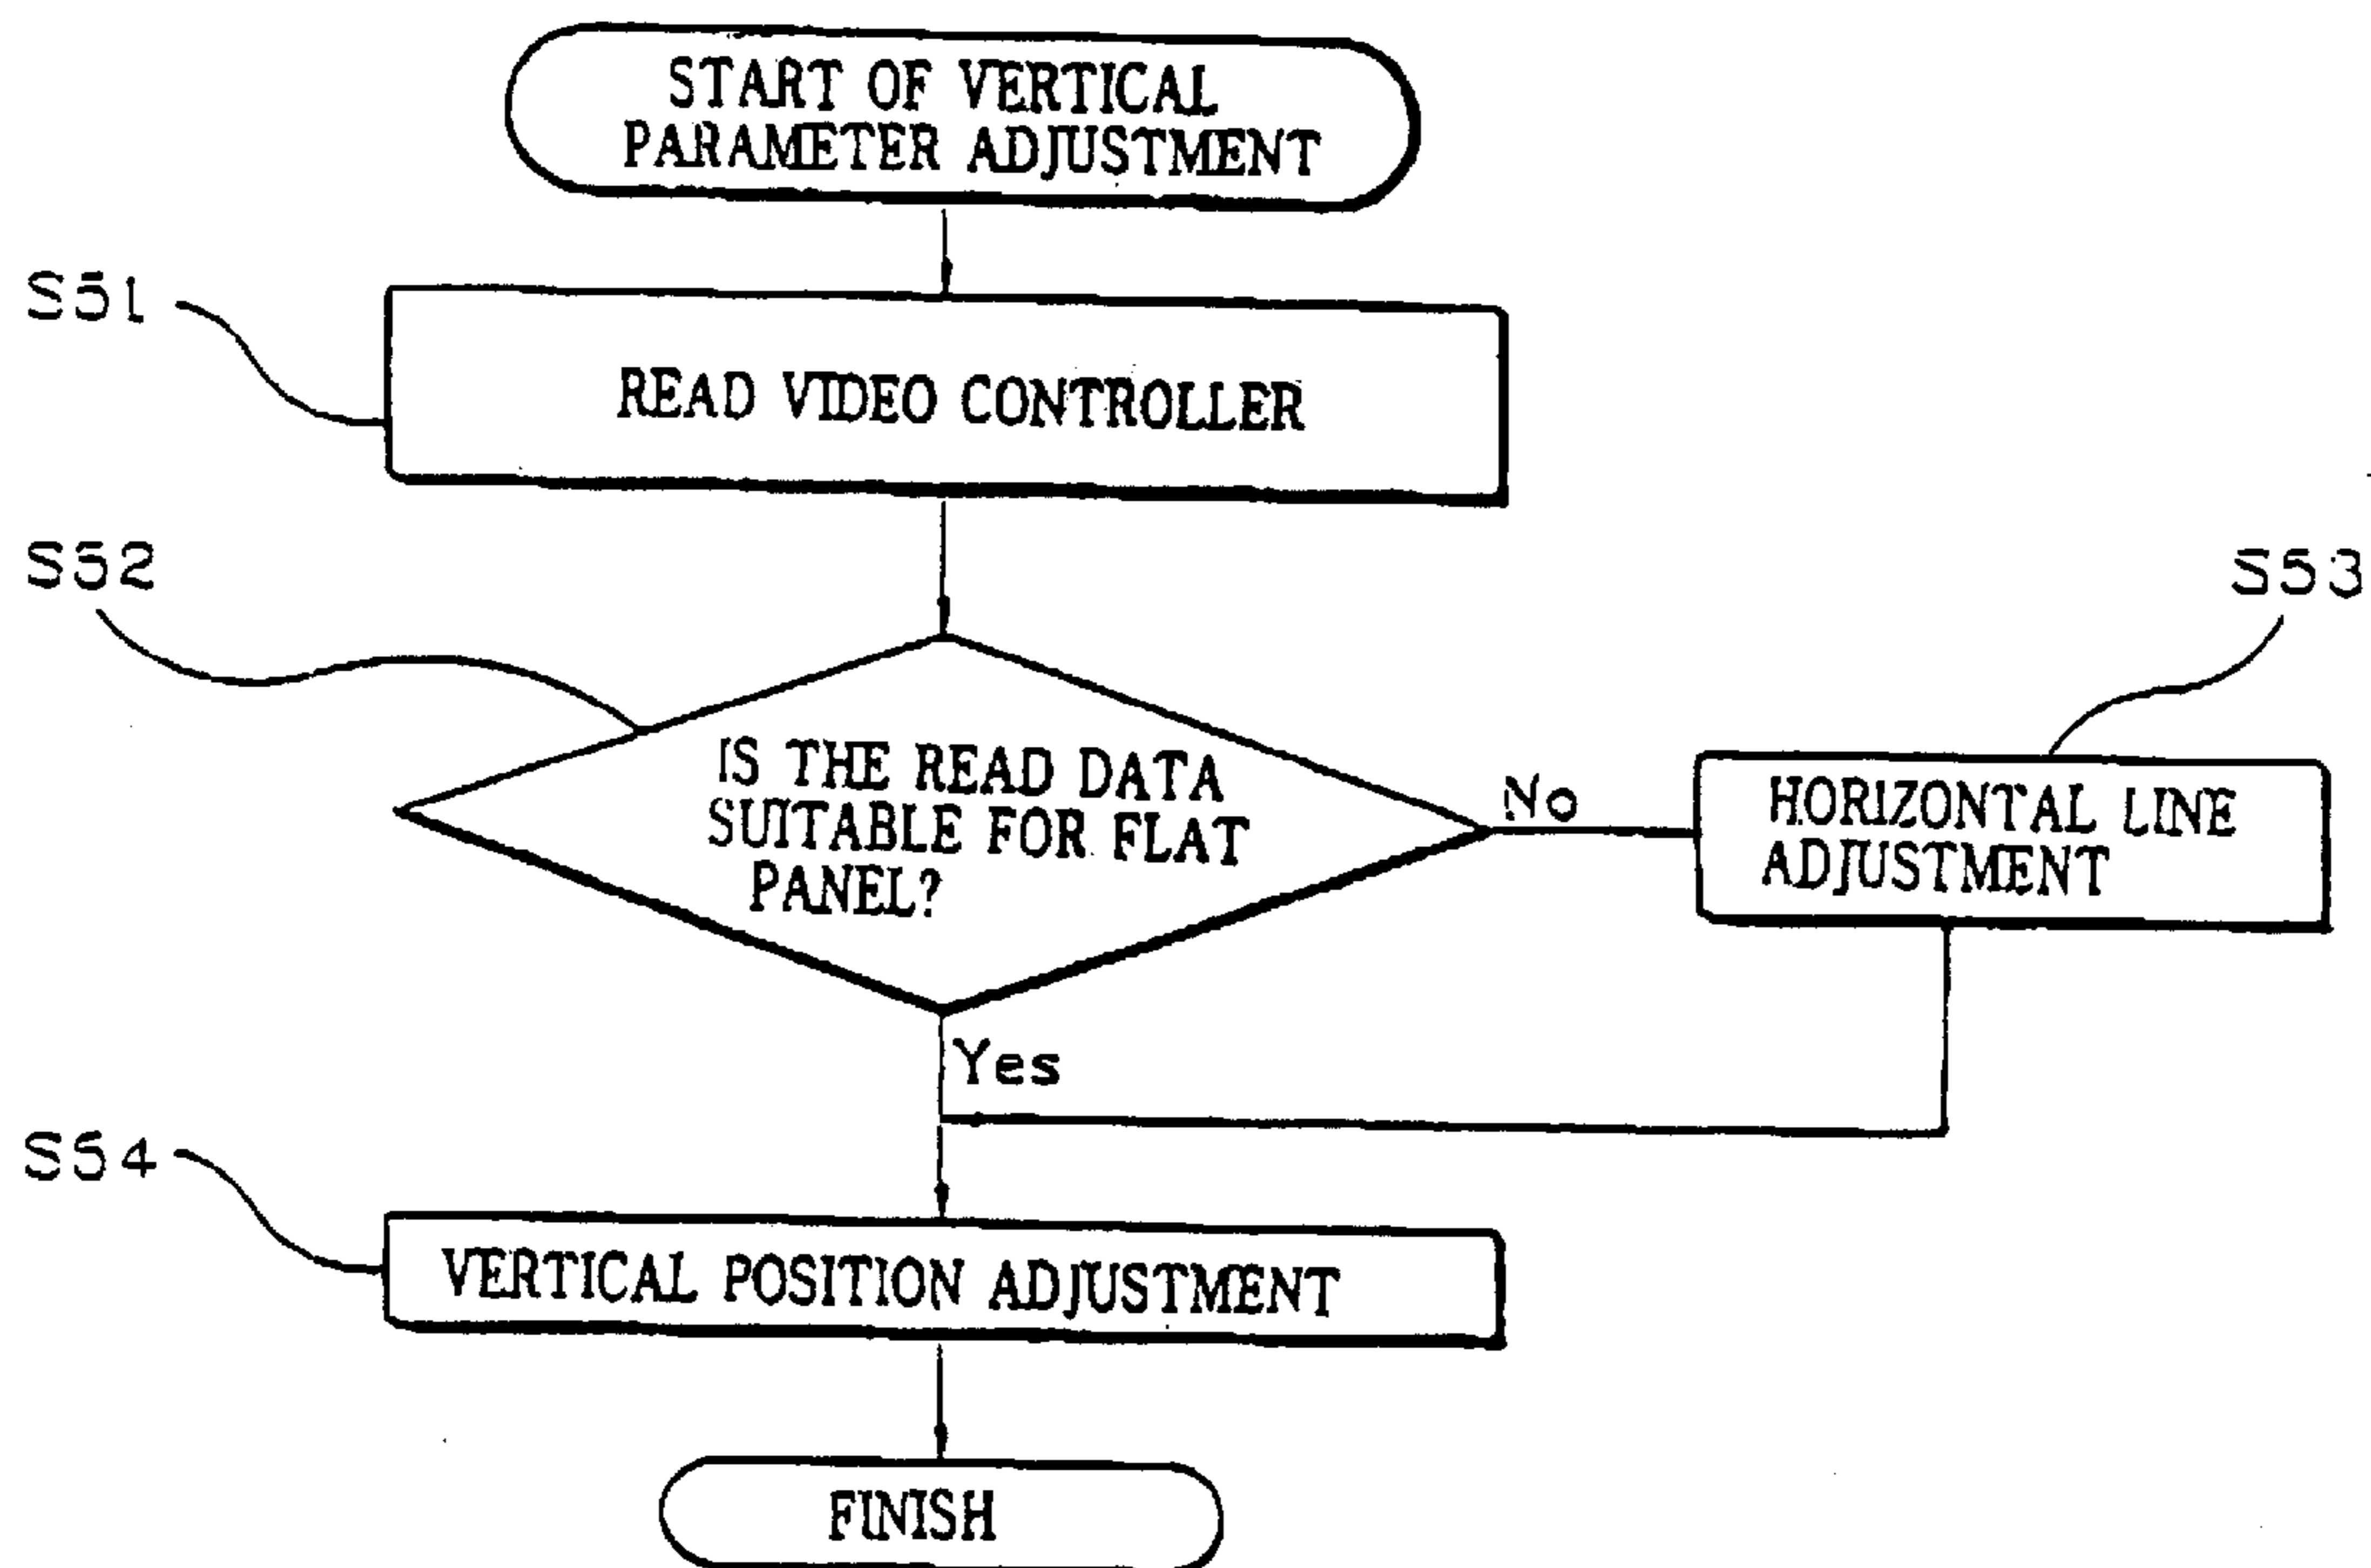 START OF VERTICAL
PARAMETER ADJUSTMENT
S51
READ VIDEO CONTROLLER
S52
S53
IS THE READ DATA
SUITABLE FOR FLAT
PANEL?
No
HORIZONTAL LINE
ADJUSTMENT
Yes
S54
VERTICAL POSITION ADJUSTMENT
FINISH